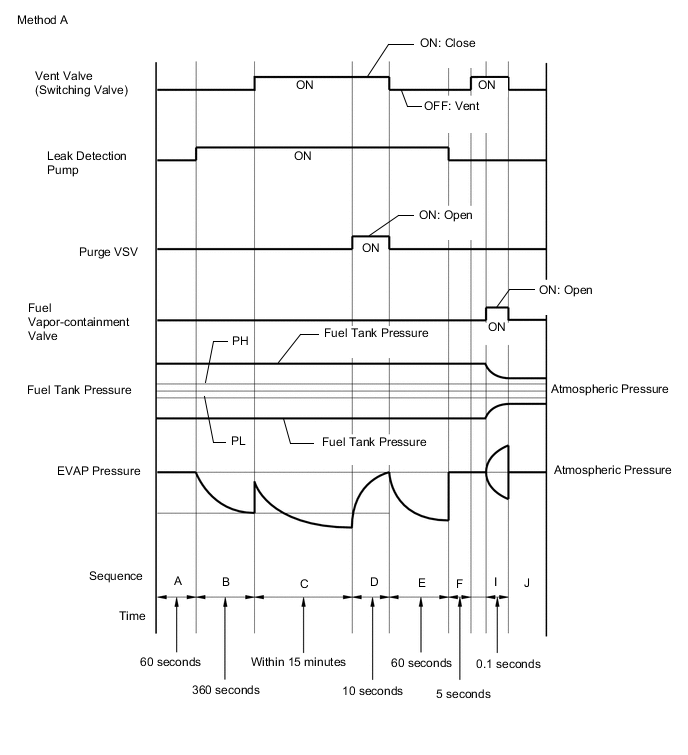 Method A
ON: Close
Vent Valve
(Switching Valve)
ON
ON
OFF: Vent
Leak Detection
Pump
ON
ON: Open
Purge VSV
ON
ON: Open
Fuel
Vapor-containment
Valve
ON
PH
Fuel Tank Pressure
Fuel Tank Pressure
Atmospheric Pressure
PL
Fuel Tank Pressure
EVAP Pressure
Atmospheric Pressure
Sequence
A
B
C
D
E
F
I
J
Time
60 seconds
Within 15 minutes
60 seconds
0.1 seconds
360 seconds
10 seconds
5 seconds